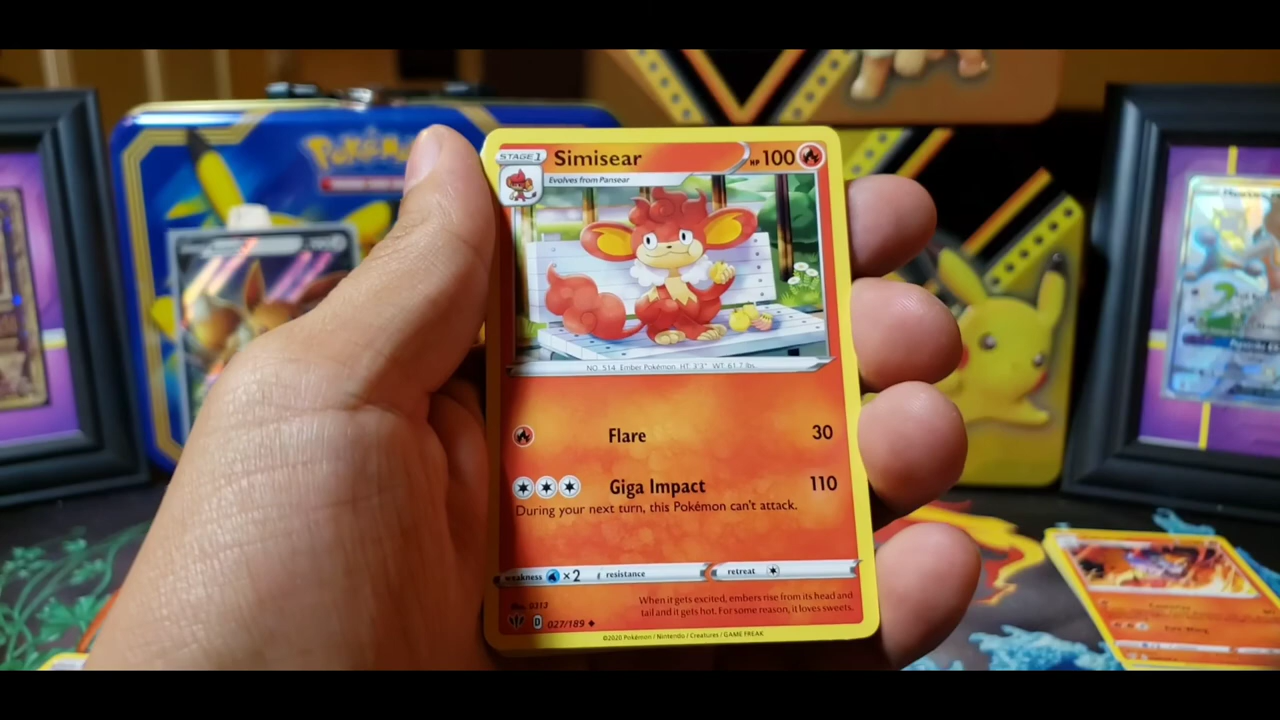 Pokémon
STAGE 1
Simisear
HP 100
Evolves from Pansear
NO. 514 Ember Pokémon HT: 3'3" WT: 61.7 lbs.
Flare 30
Giga Impact 110
During your next turn, this Pokémon can't attack.
weakness ×2 resistance retreat
When it gets excited, embers rise from its head and
tail and it gets hot. For some reason, it loves sweets.
Illus. 0313
D 027/189
©2020 Pokémon / Nintendo / Creatures / GAME FREAK